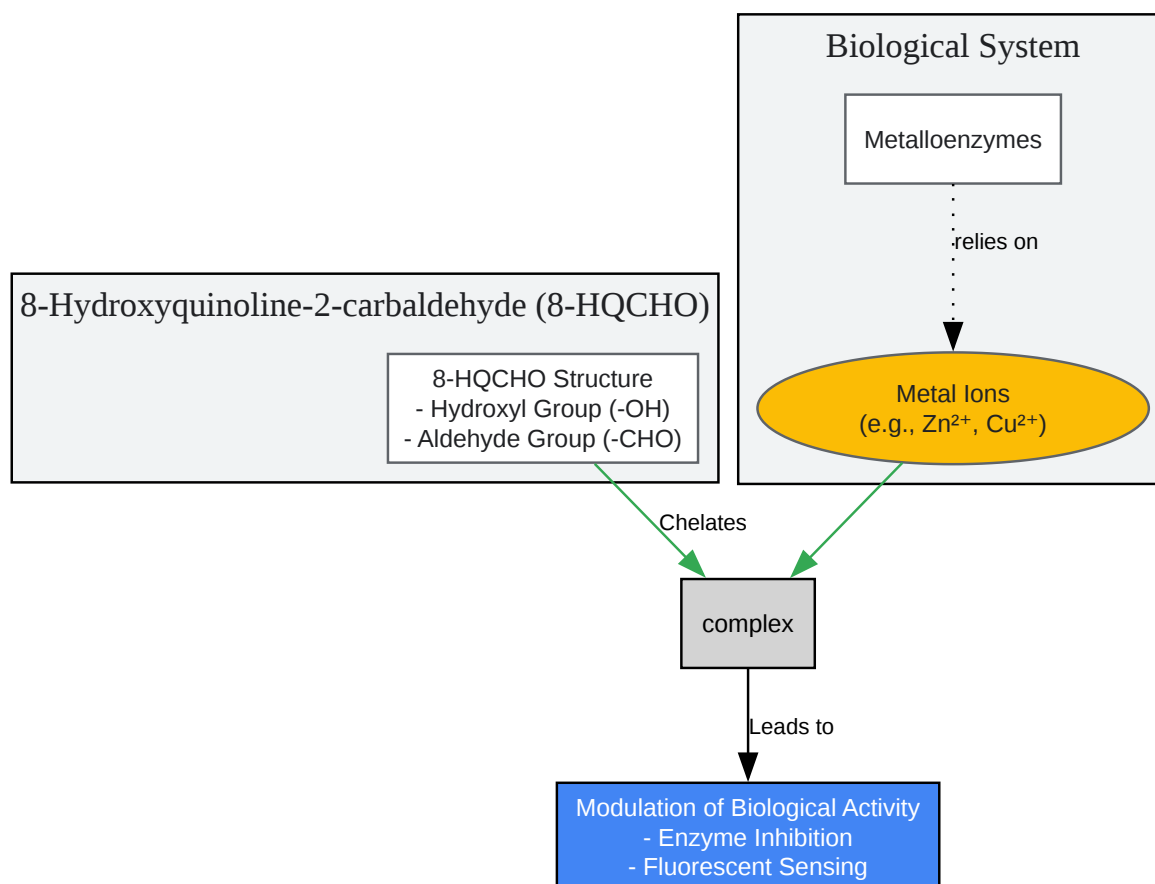 Biological System
Metalloenzymes
relies on
8-Hydroxyquinoline-2-carbaldehyde (8-HQCHO)
8-HQCHO Structure
- Hydroxyl Group (-OH)
- Aldehyde Group (-CHO)
Metal Ions
(e.g., Zn²⁺, Cu²⁺)
Chelates
complex
Leads to
Modulation of Biological Activity
- Enzyme Inhibition
- Fluorescent Sensing